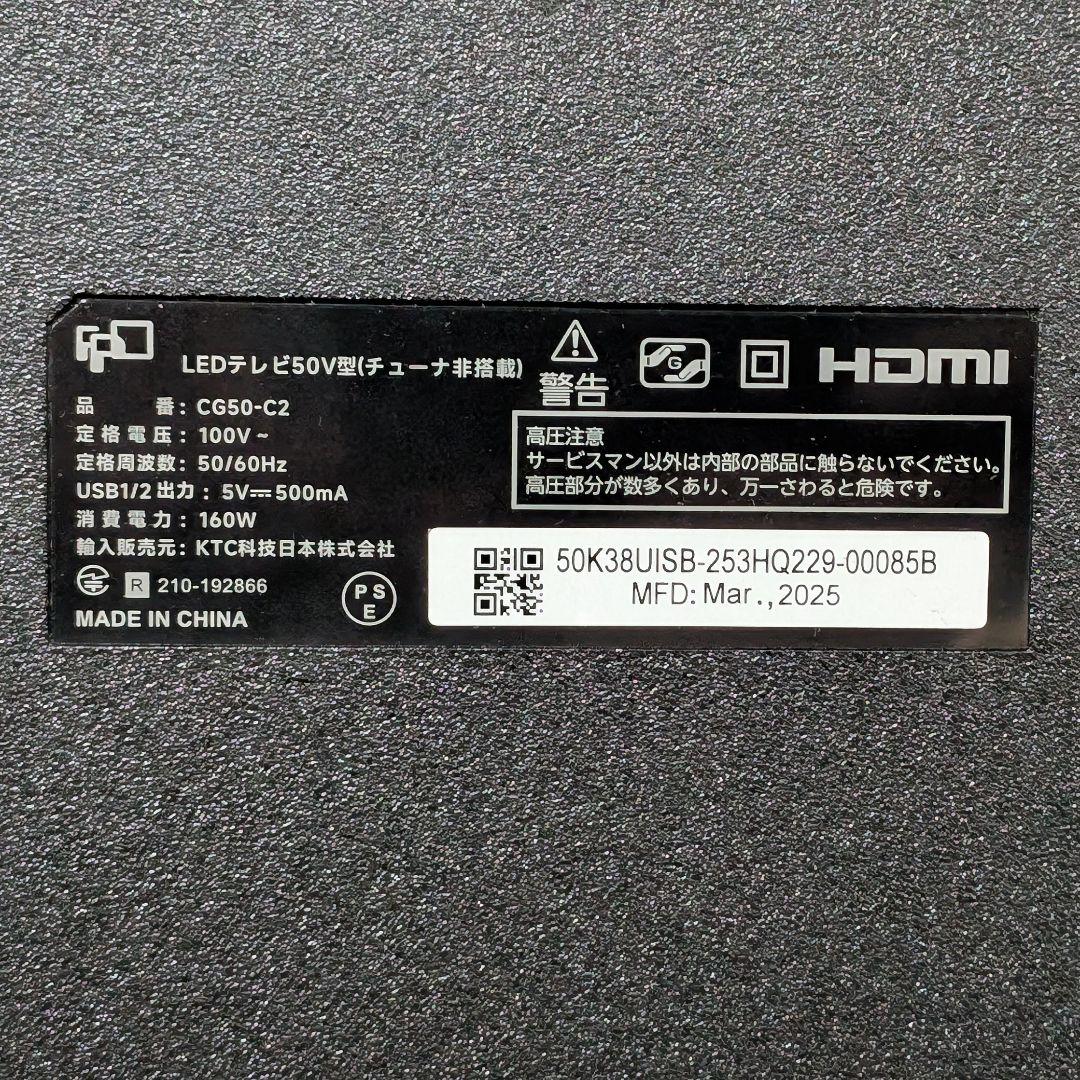 FPD
LEDテレビ50V型(チューナ非搭載)
品番: CG50-C2
定格電圧: 100V ~
定格周波数: 50/60Hz
USB1/2 出力: 5V⎓500mA
消費電力: 160W
輸入販売元: KTC科技日本株式会社
R 210-192866
MADE IN CHINA
PSE
警告
G
HDMI
高圧注意
サービスマン以外は内部の部品に触らないでください。
高圧部分が数多くあり、万一さわると危険です。
50K38UISB-253HQ229-00085B
MFD: Mar.,2025